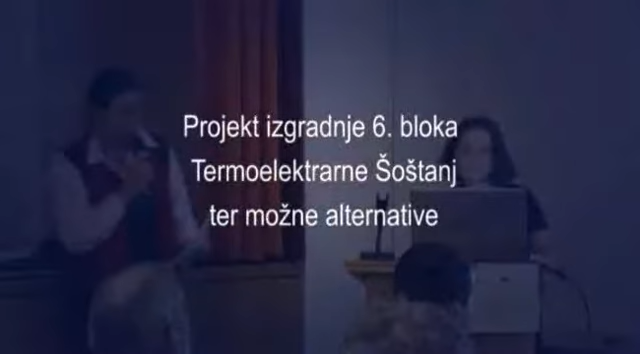 Projekt izgradnje 6. bloka
Termoelektrarne Šoštanj
ter možne alternative